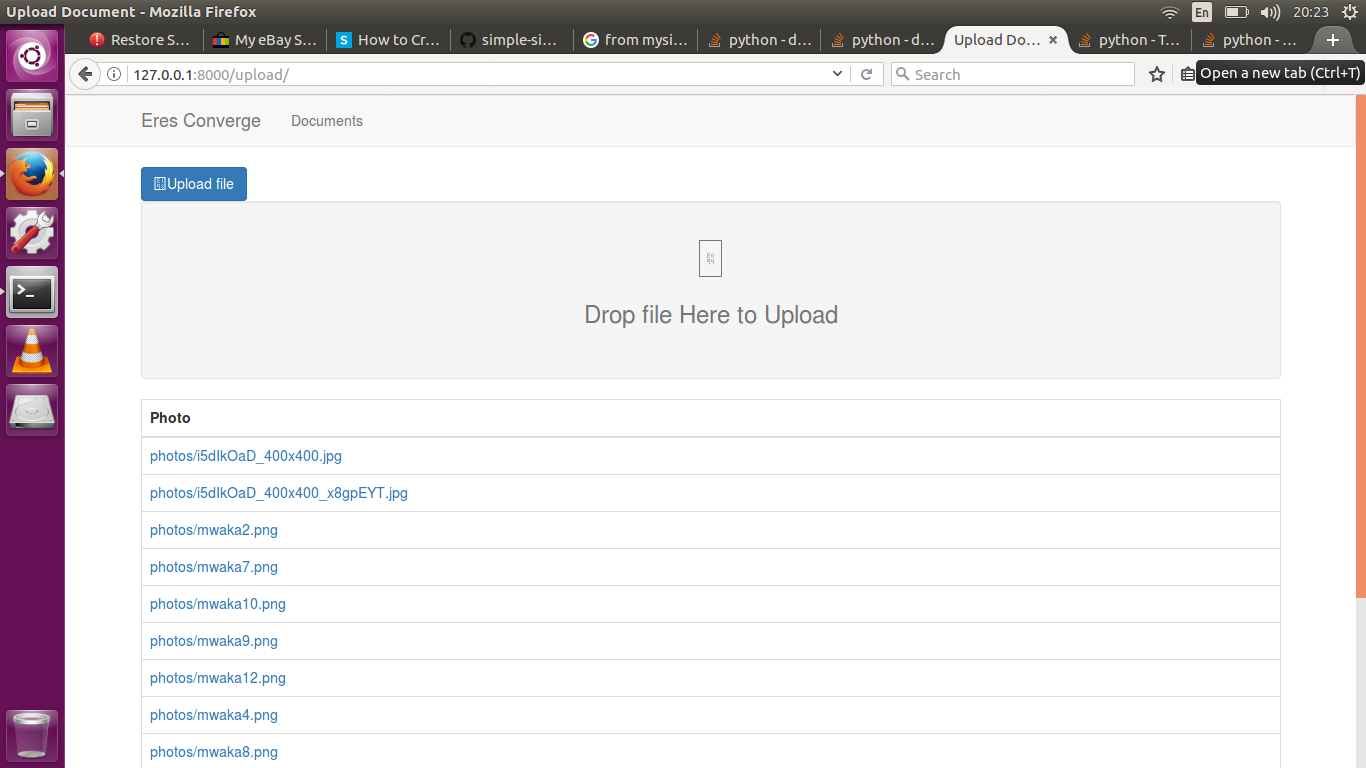 Upload Document - Mozilla Firefox
En
20:23
Restore S…
My eBay S…
How to Cr…
simple-si…
from mysi…
python - d…
python - d…
Upload Do…
python - T…
python - …
127.0.0.1:8000/upload/
Search
Open a new tab (Ctrl+T)
Eres Converge
Documents
Upload file
E0
94
Drop file Here to Upload
Photo
photos/i5dIkOaD_400x400.jpg
photos/i5dIkOaD_400x400_x8gpEYT.jpg
photos/mwaka2.png
photos/mwaka7.png
photos/mwaka10.png
photos/mwaka9.png
photos/mwaka12.png
photos/mwaka4.png
photos/mwaka8.png